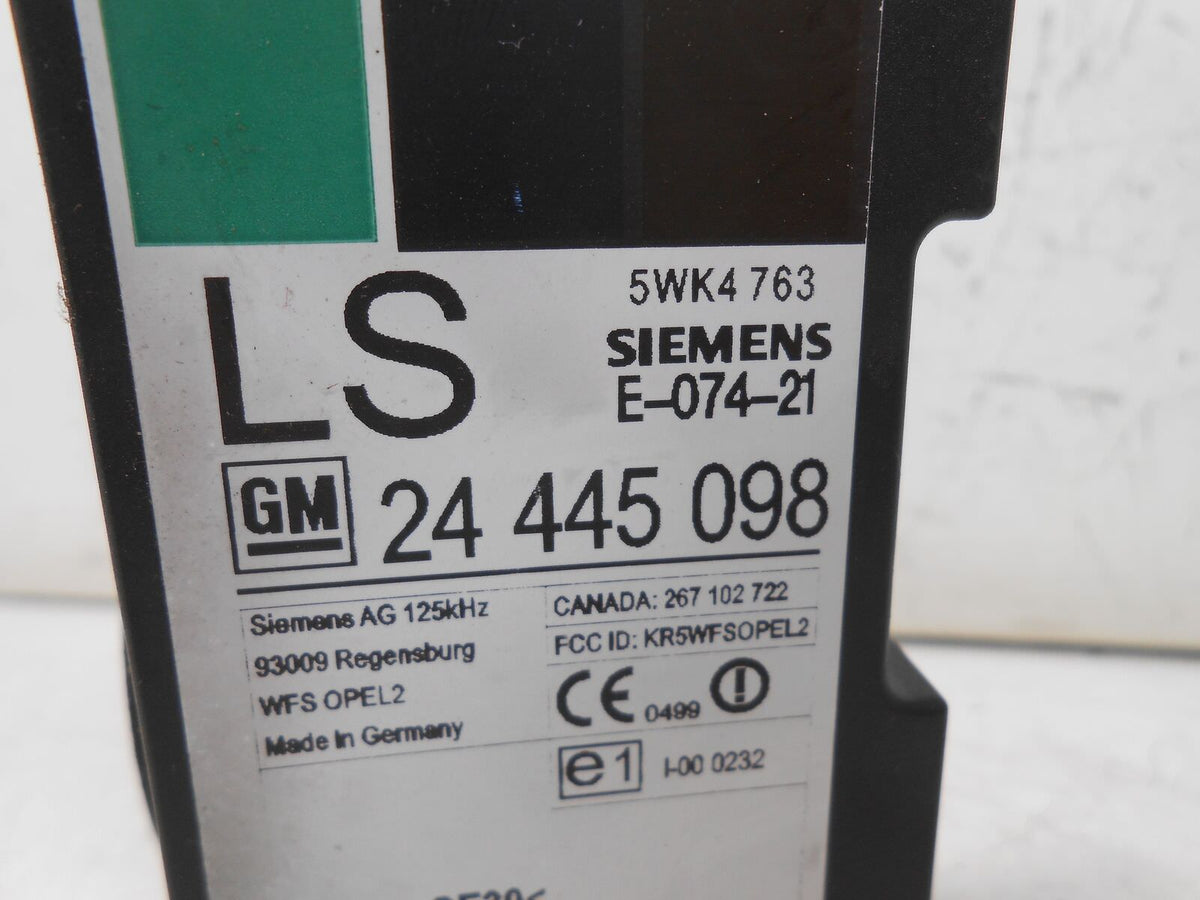 LS
5WK4 763
SIEMENS
E-074-21
GM 24 445 098
Siemens AG 125kHz
93009 Regensburg
WFS OPEL2
Made In Germany
CANADA: 267 102 722
FCC ID: KR5WFSOPEL2
CE 0499
e1 I-00 0232